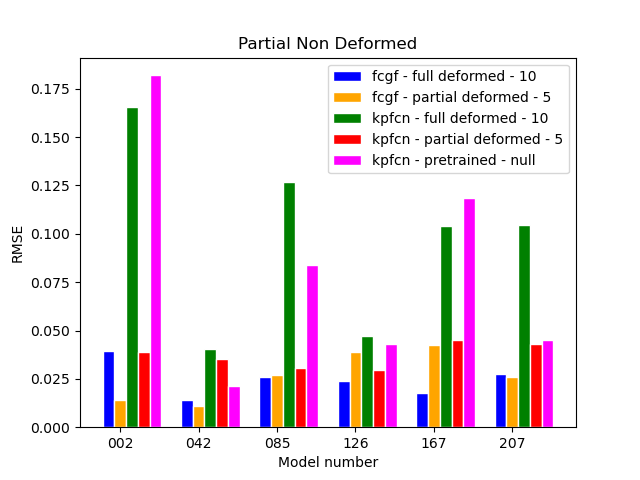 Partial Non Deformed
fcgf - full deformed - 10
fcgf - partial deformed - 5
kpfcn - full deformed - 10
kpfcn - partial deformed - 5
kpfcn - pretrained - null
RMSE
0.175
0.150
0.125
0.100
0.075
0.050
0.025
0.000
002 042 085 126 167 207
Model number